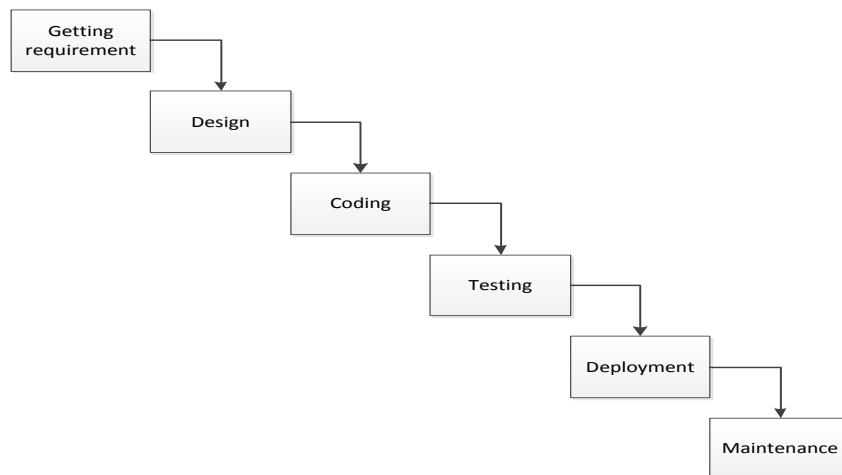 Getting
requirement
Design
Coding
Testing
Deployment
Maintenance